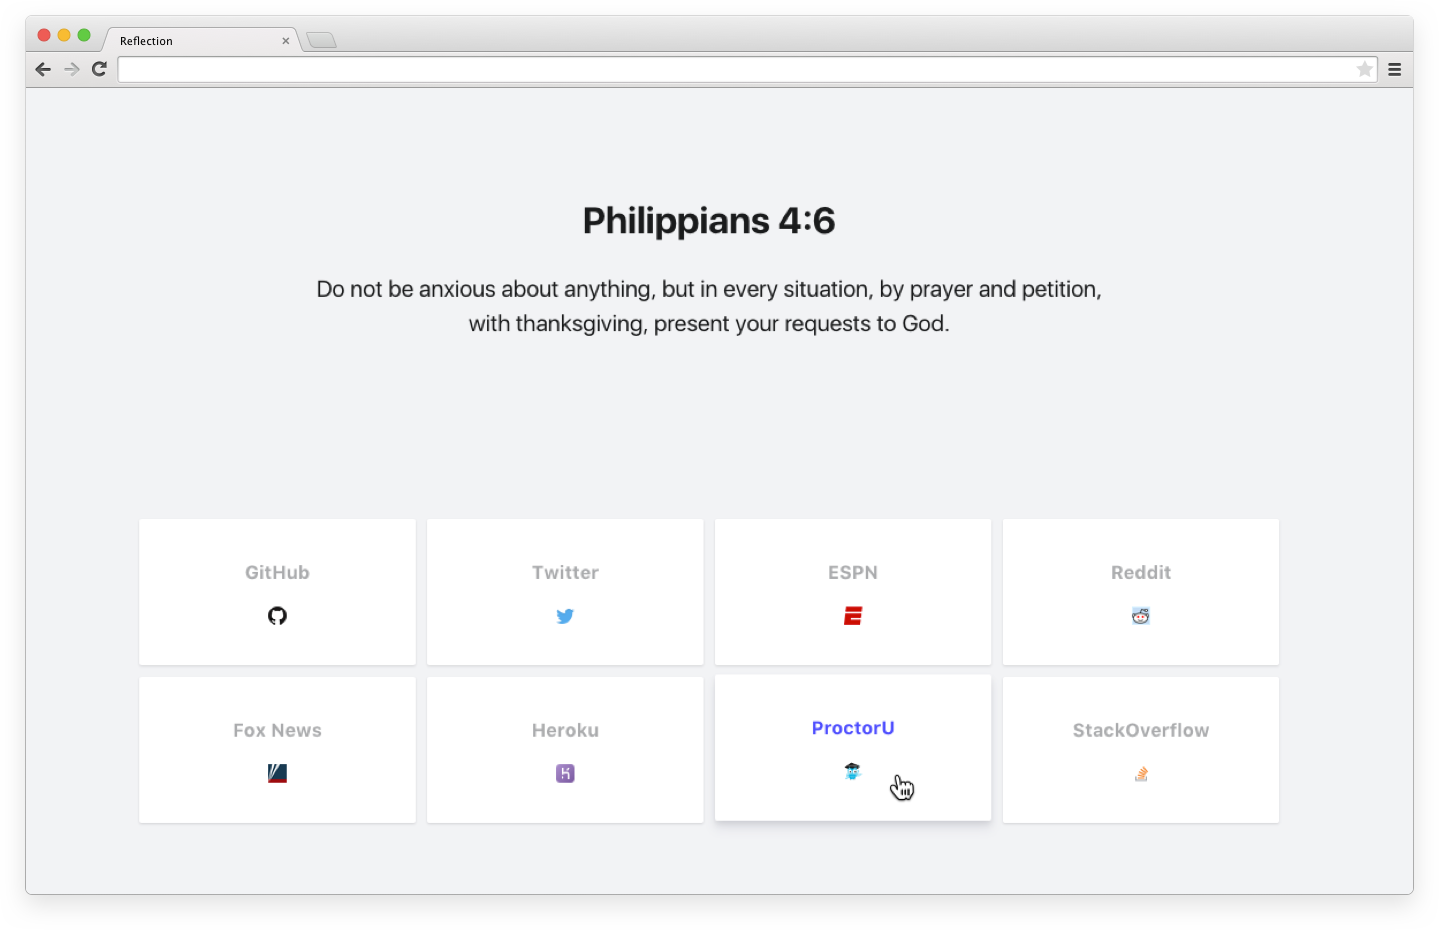 Reflection
Philippians 4:6
Do not be anxious about anything, but in every situation, by prayer and petition,
with thanksgiving, present your requests to God.
GitHub
Twitter
ESPN
Reddit
Fox News
Heroku
ProctorU
StackOverflow